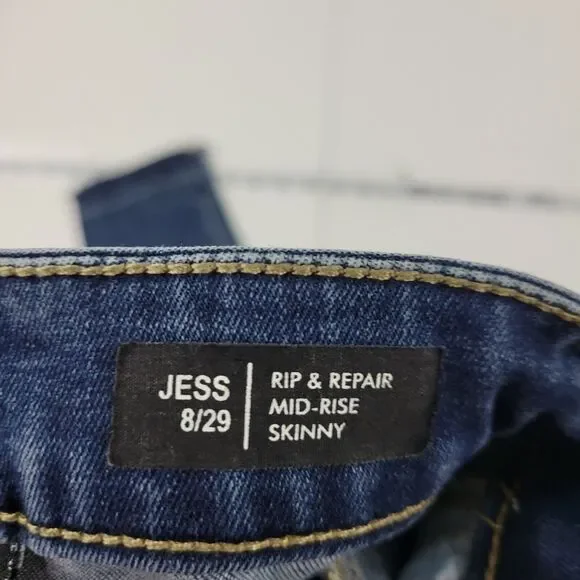 JESS
8/29
RIP & REPAIR
MID-RISE
SKINNY